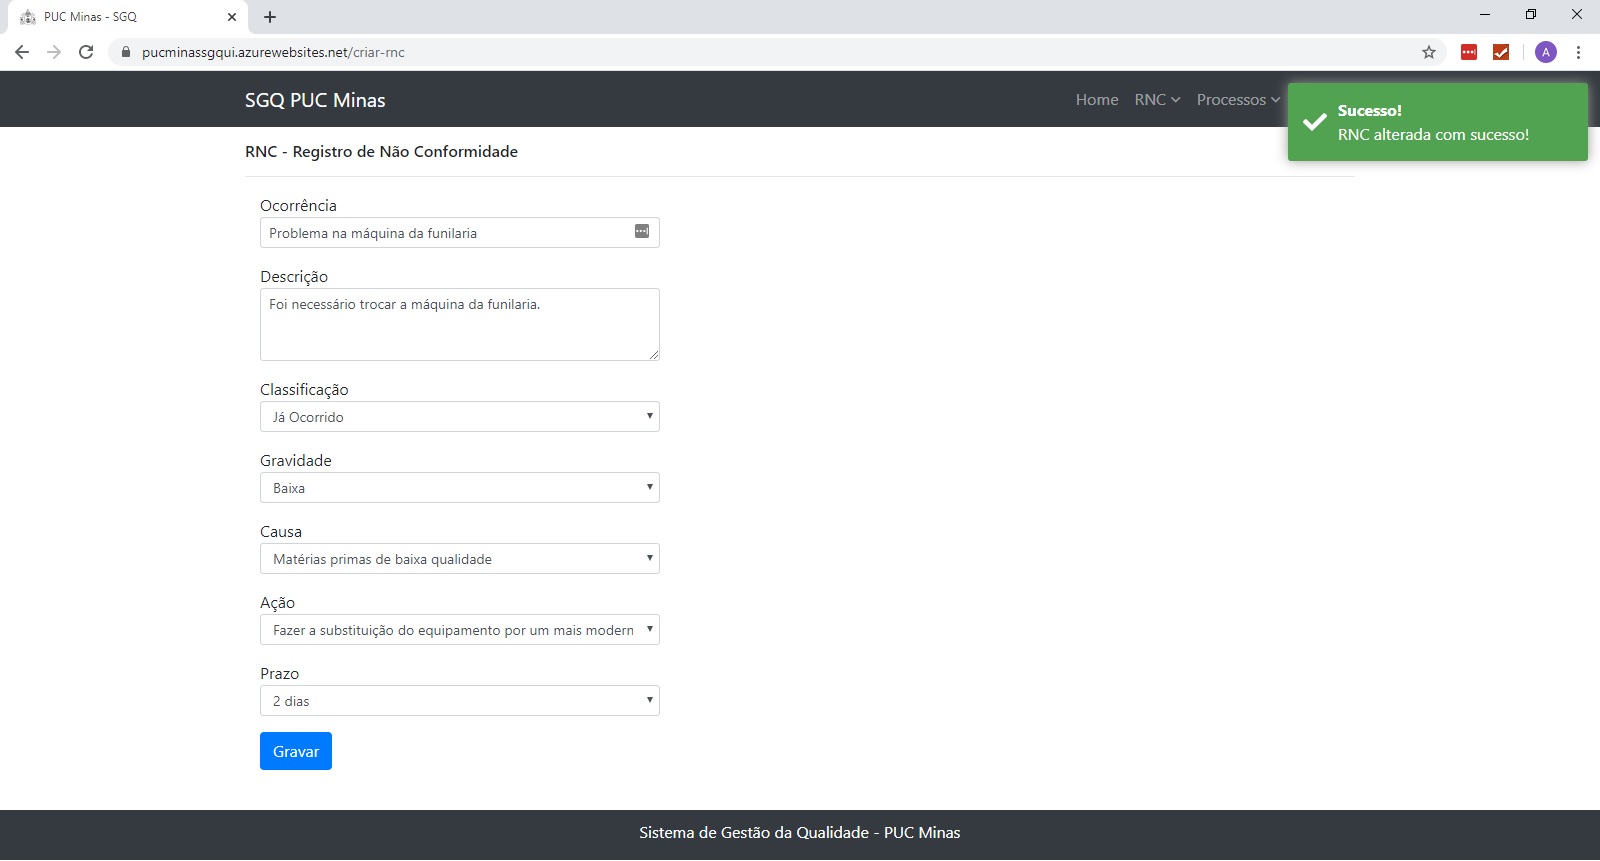 PUC Minas - SGQ
pucminassgqui.azurewebsites.net/criar-rnc
A
SGQ PUC Minas
Home RNC Processos
Sucesso!
RNC alterada com sucesso!
RNC - Registro de Não Conformidade
Ocorrência
Problema na máquina da funilaria
Descrição
Foi necessário trocar a máquina da funilaria.
Classificação
Já Ocorrido
Gravidade
Baixa
Causa
Matérias primas de baixa qualidade
Ação
Fazer a substituição do equipamento por um mais modern
Prazo
2 dias
Gravar
Sistema de Gestão da Qualidade - PUC Minas